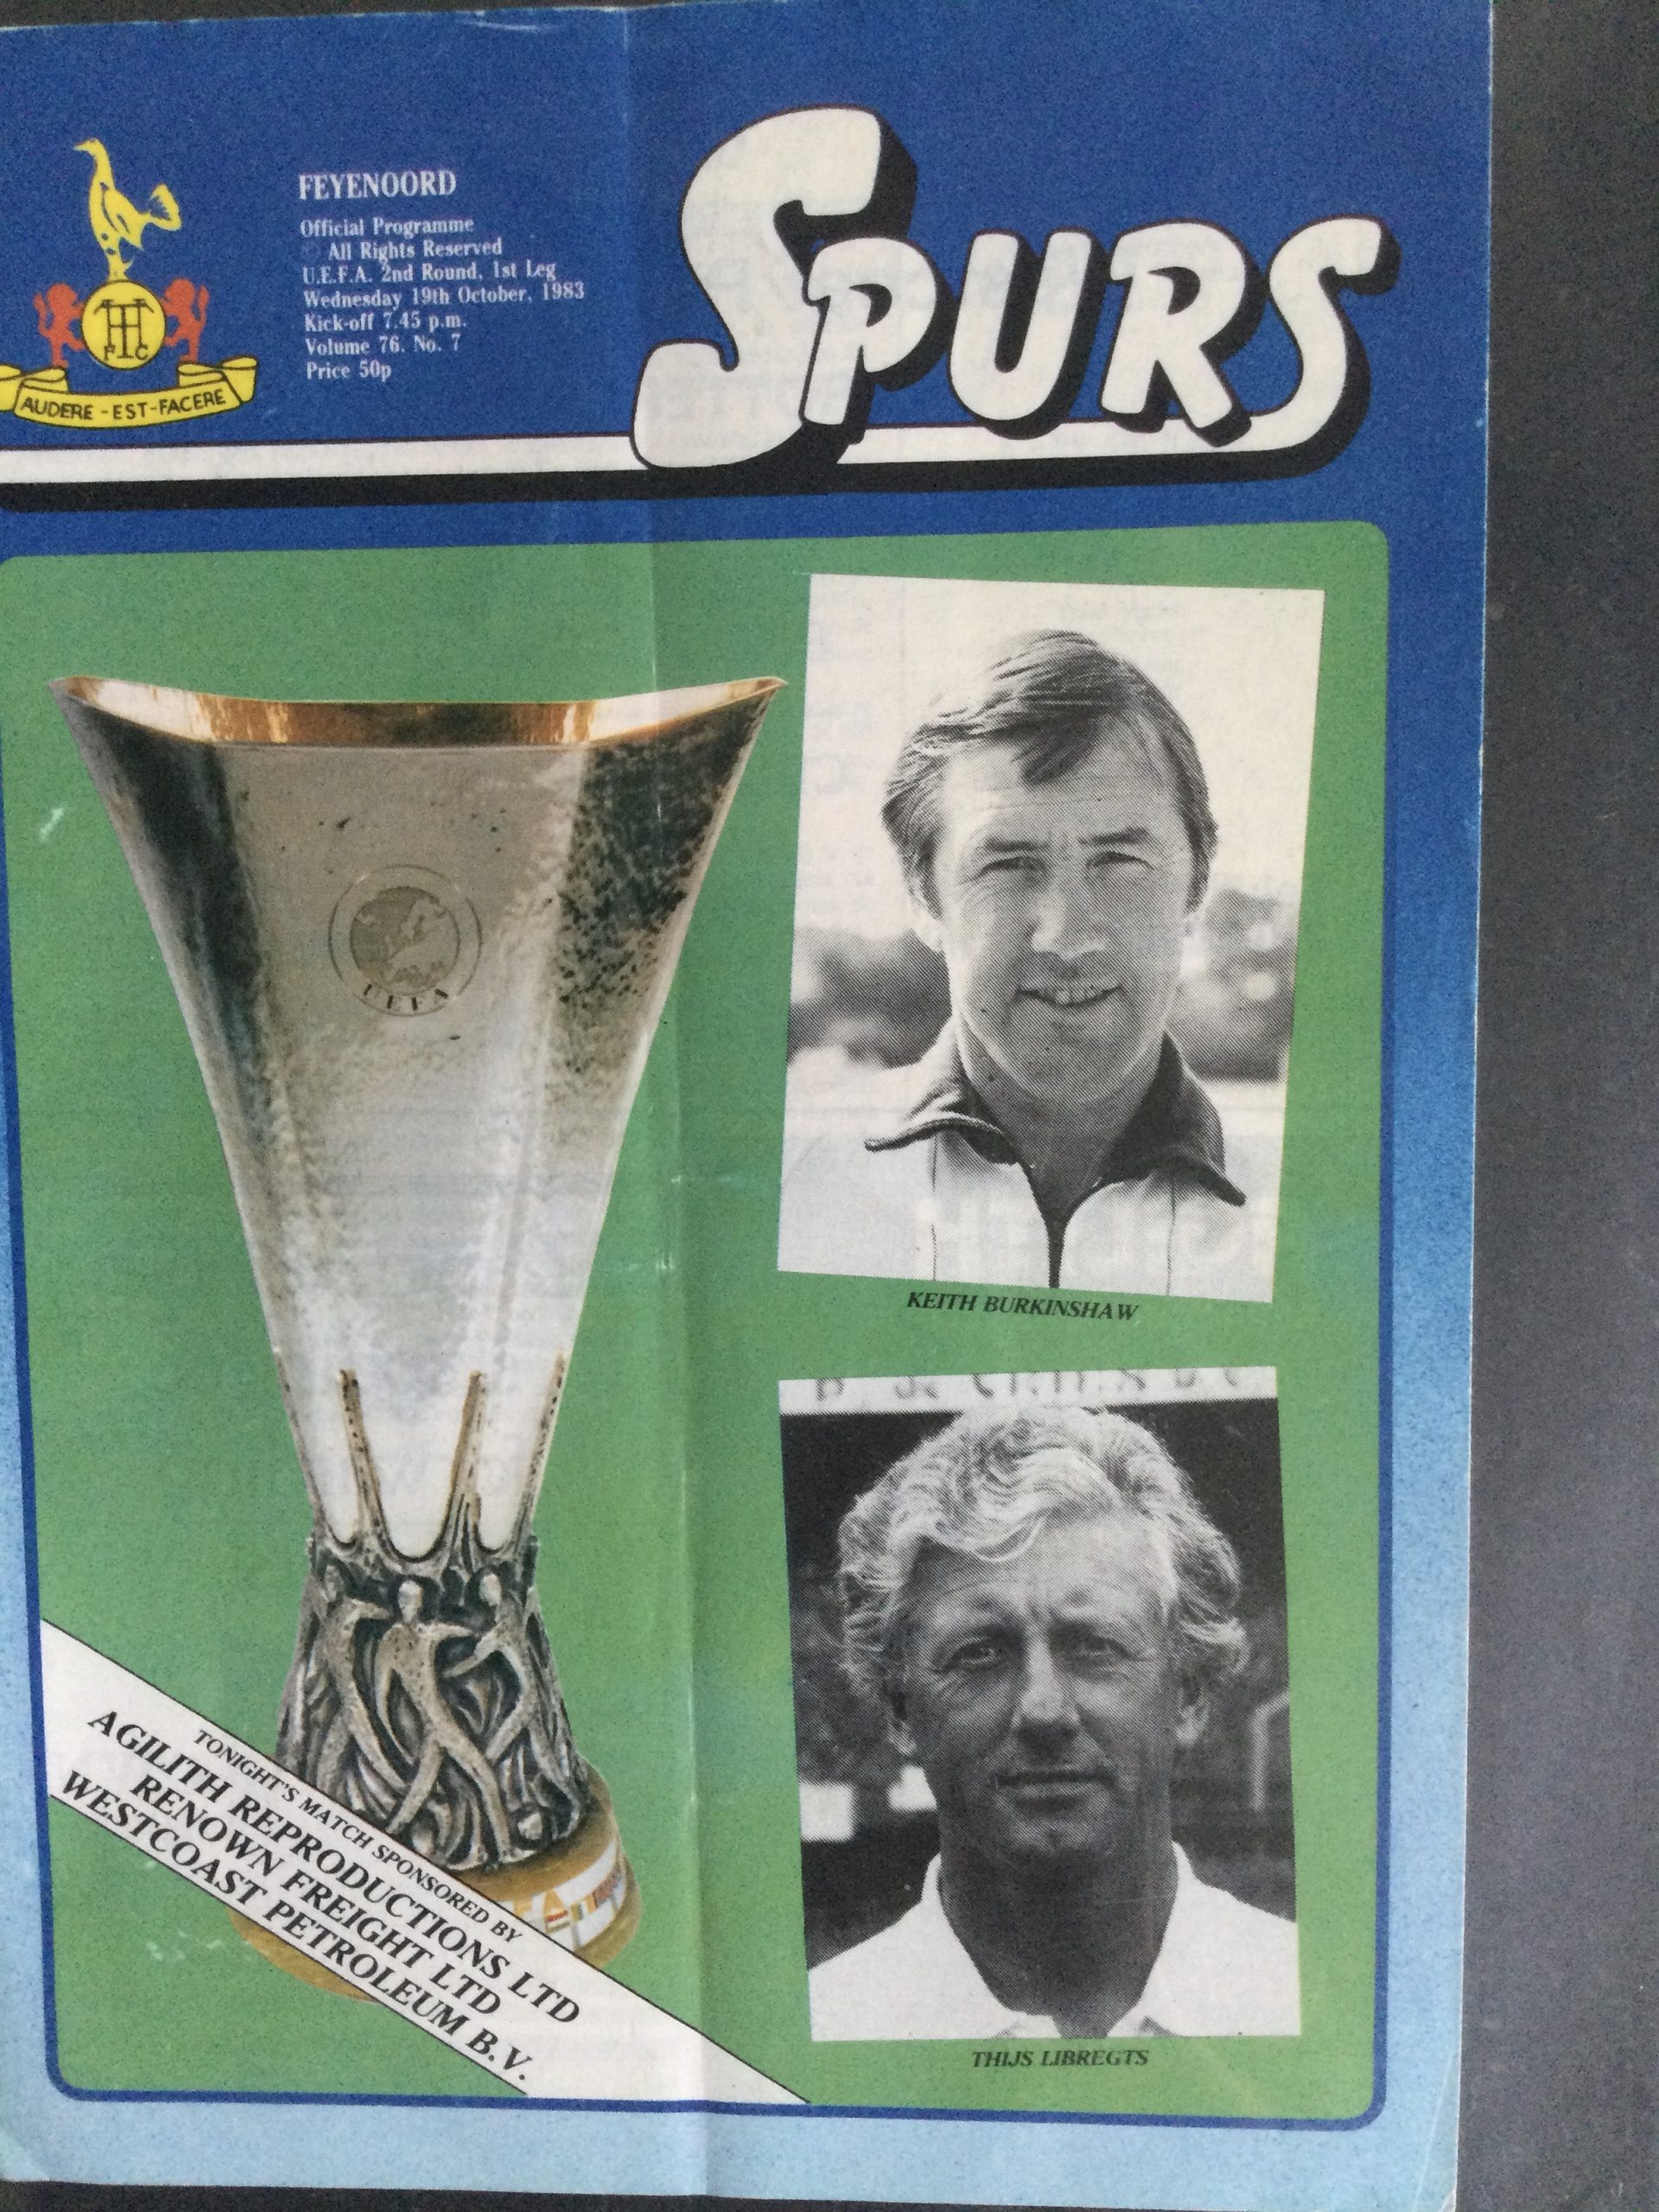 FEYENOORD
Official Programme
© All Rights Reserved
U.E.F.A. 2nd Round, 1st Leg
Wednesday 19th October, 1983
Kick-off 7.45 p.m.
Volume 76. No. 7
Price 50p
SPURS
THFC
AUDERE - EST - FACERE
UEFA
KEITH BURKINSHAW
THIJS LIBREGTS
TONIGHT'S MATCH SPONSORED BY
AGILITH REPRODUCTIONS LTD
RENOWN FREIGHT LTD
WESTCOAST PETROLEUM B.V.